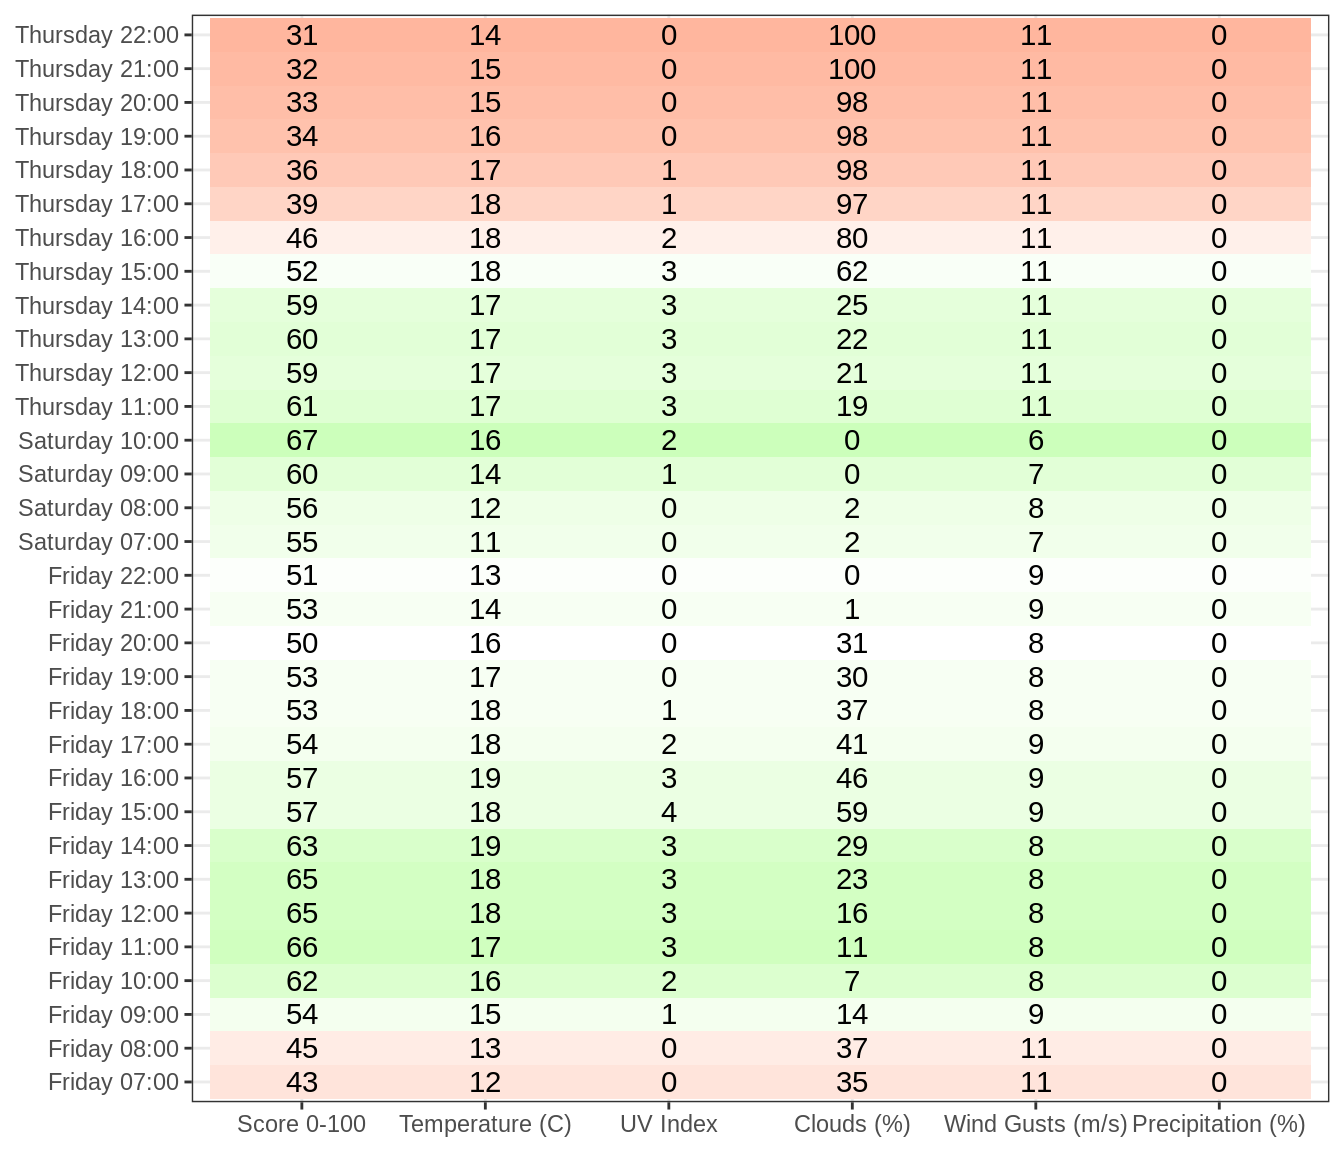 Thursday 22:00 31 14 0 100 11 0
Thursday 21:00 32 15 0 100 11 0
Thursday 20:00 33 15 0 98 11 0
Thursday 19:00 34 16 0 98 11 0
Thursday 18:00 36 17 1 98 11 0
Thursday 17:00 39 18 1 97 11 0
Thursday 16:00 46 18 2 80 11 0
Thursday 15:00 52 18 3 62 11 0
Thursday 14:00 59 17 3 25 11 0
Thursday 13:00 60 17 3 22 11 0
Thursday 12:00 59 17 3 21 11 0
Thursday 11:00 61 17 3 19 11 0
Saturday 10:00 67 16 2 0 6 0
Saturday 09:00 60 14 1 0 7 0
Saturday 08:00 56 12 0 2 8 0
Saturday 07:00 55 11 0 2 7 0
Friday 22:00 51 13 0 0 9 0
Friday 21:00 53 14 0 1 9 0
Friday 20:00 50 16 0 31 8 0
Friday 19:00 53 17 0 30 8 0
Friday 18:00 53 18 1 37 8 0
Friday 17:00 54 18 2 41 9 0
Friday 16:00 57 19 3 46 9 0
Friday 15:00 57 18 4 59 9 0
Friday 14:00 63 19 3 29 8 0
Friday 13:00 65 18 3 23 8 0
Friday 12:00 65 18 3 16 8 0
Friday 11:00 66 17 3 11 8 0
Friday 10:00 62 16 2 7 8 0
Friday 09:00 54 15 1 14 9 0
Friday 08:00 45 13 0 37 11 0
Friday 07:00 43 12 0 35 11 0
Score 0-100 Temperature (C) UV Index Clouds (%) Wind Gusts (m/s) Precipitation (%)